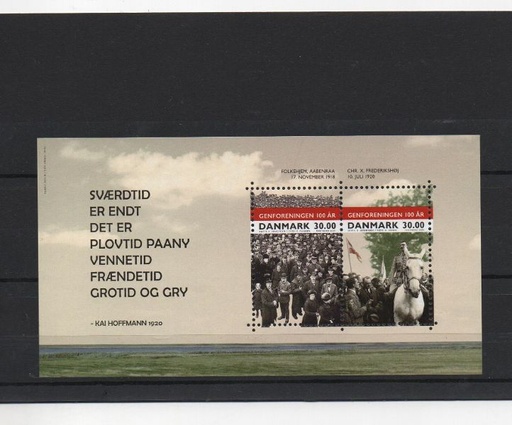 FOLKEHJEM, AABENRAA
17. NOVEMBER 1918
CHR. X, FREDERIKSHØJ
10. JULI 1920
SVÆRDTID
ER ENDT
DET ER
PLOVTID PAANY
VENNETID
FRÆNDETID
GROTID OG GRY
- KAI HOFFMANN 1920
GENFORENINGEN 100 ÅR
DANMARK 30.00
GENFORENINGEN 100 ÅR
DANMARK 30.00